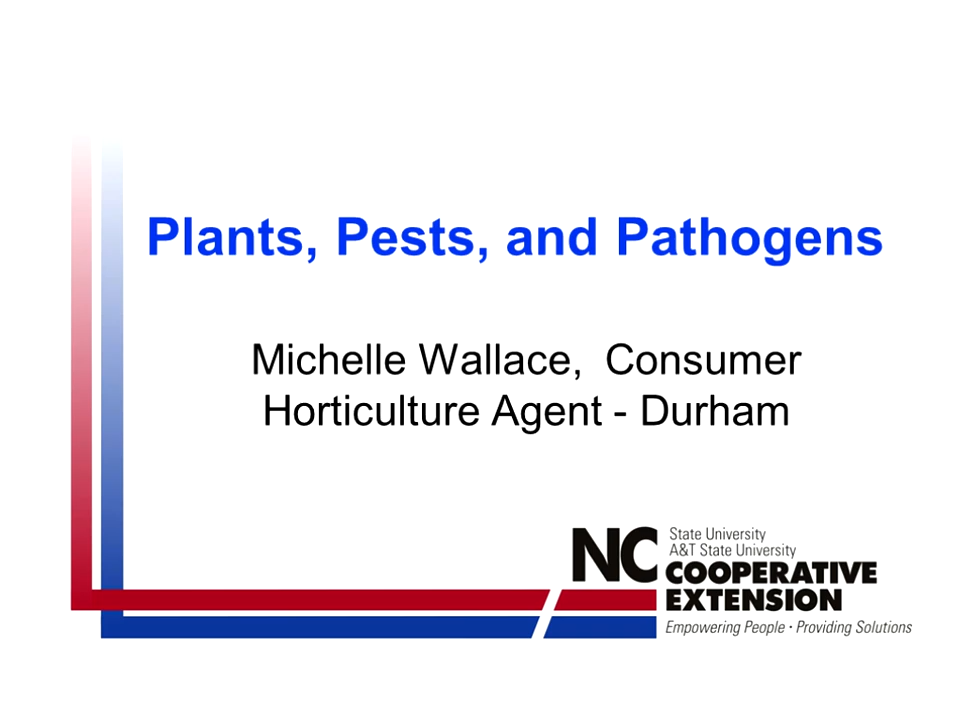 Plants, Pests, and Pathogens
Michelle Wallace, Consumer
Horticulture Agent - Durham
NC
State University
A&T State University
COOPERATIVE
EXTENSION
Empowering People · Providing Solutions